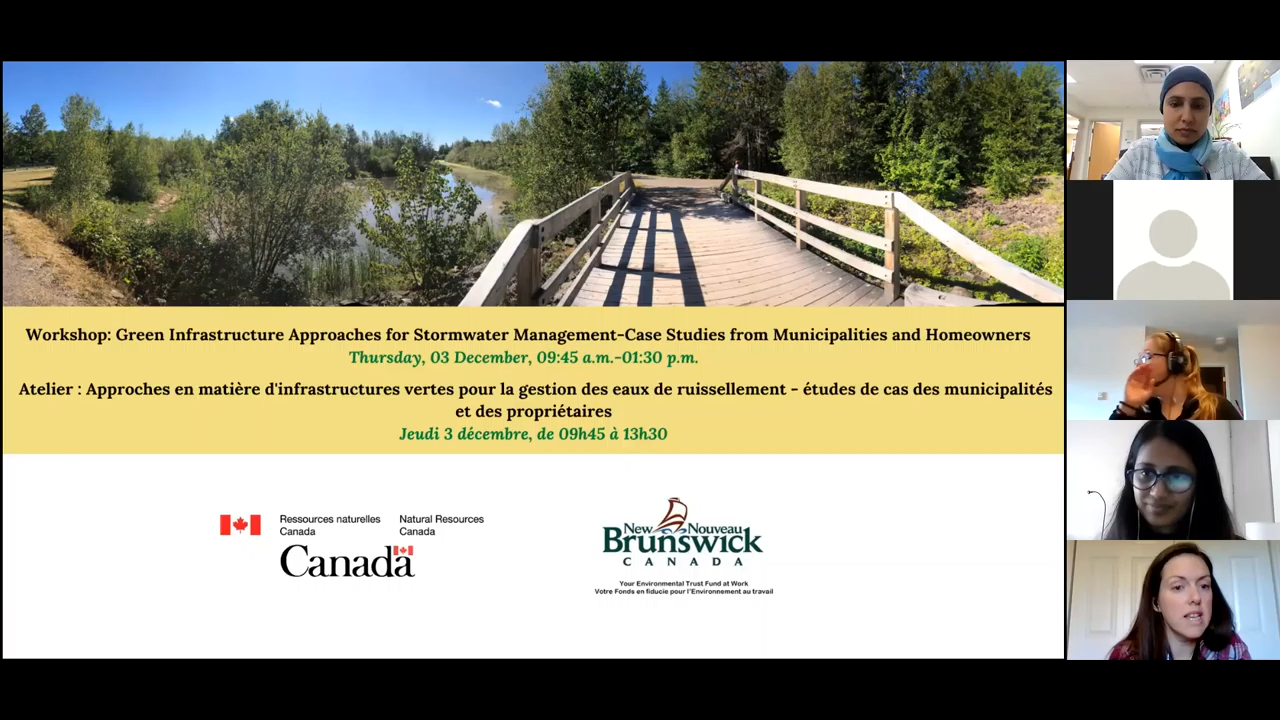 Workshop: Green Infrastructure Approaches for Stormwater Management-Case Studies from Municipalities and Homeowners
Thursday, 03 December, 09:45 a.m.-01:30 p.m.
Atelier : Approches en matière d'infrastructures vertes pour la gestion des eaux de ruissellement - études de cas des municipalités
et des propriétaires
Jeudi 3 décembre, de 09h45 à 13h30
Ressources naturelles
Canada
Natural Resources
Canada
Canada
New Nouveau
Brunswick
CANADA
Your Environmental Trust Fund at Work
Votre Fonds en fiducie pour l'Environnement au travail